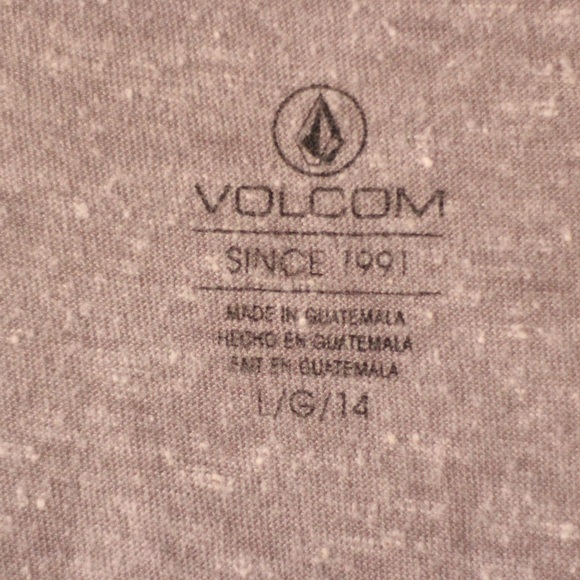 VOLCOM
SINCE 1991
MADE IN GUATEMALA
HECHO EN GUATEMALA
FAIT EN GUATEMALA
L/G/14